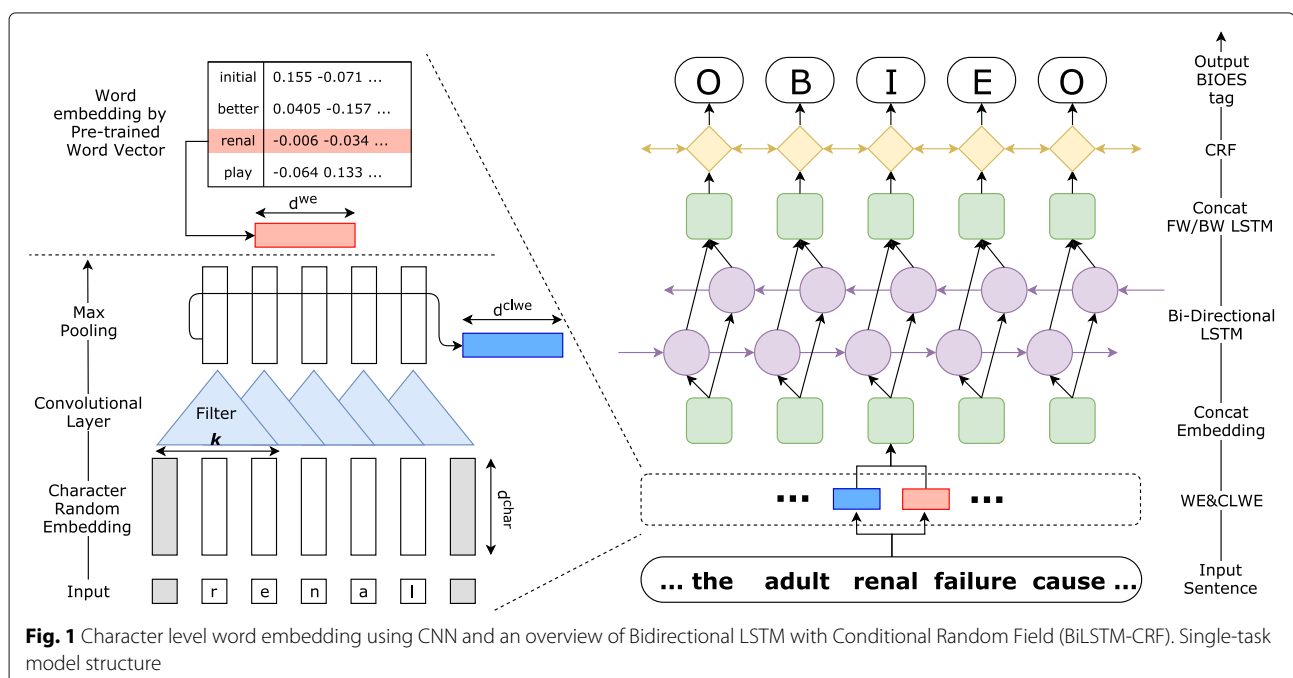 Word
embedding by
Pre-trained
Word Vector
initial 0.155 -0.071 ...
better 0.0405 -0.157 ...
renal -0.006 -0.034 ...
play -0.064 0.133 ...
d^we
Max
Pooling
d^clwe
Convolutional
Layer
Filter
k
Character
Random
Embedding
d^char
Input
r e n a l
O B I E O
Output
BIOES
tag
CRF
Concat
FW/BW LSTM
Bi-Directional
LSTM
Concat
Embedding
... ...
WE&CLWE
... the adult renal failure cause ...
Input
Sentence
Fig. 1 Character level word embedding using CNN and an overview of Bidirectional LSTM with Conditional Random Field (BiLSTM-CRF). Single-task
model structure